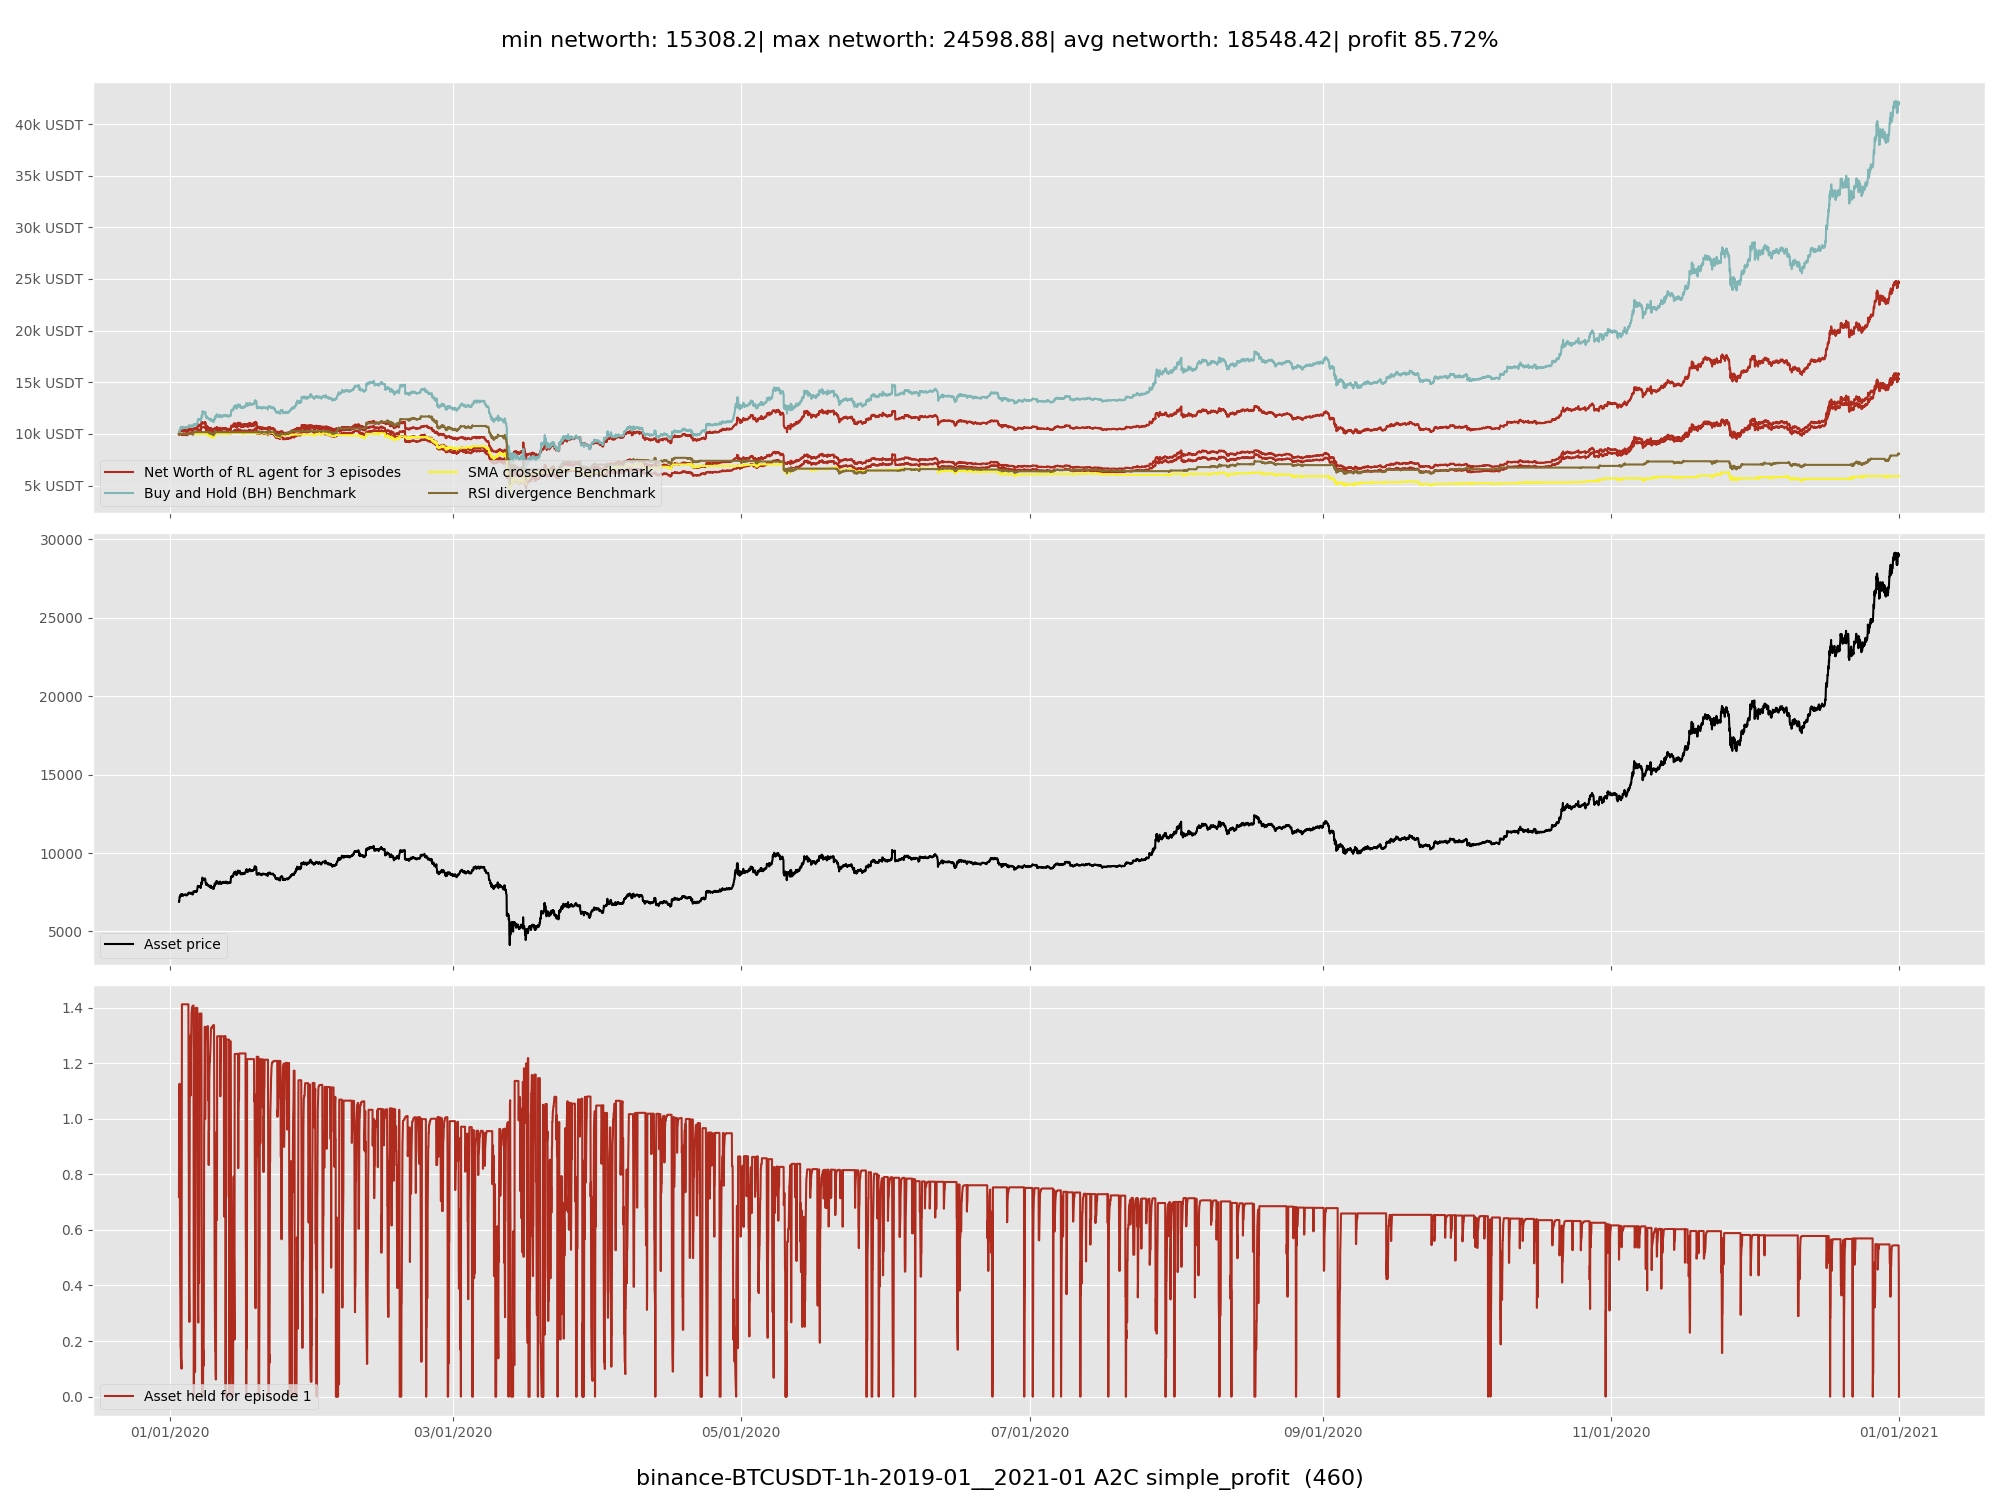 min networth: 15308.2| max networth: 24598.88| avg networth: 18548.42| profit 85.72%
40k USDT
35k USDT
30k USDT
25k USDT
20k USDT
15k USDT
10k USDT
5k USDT
Net Worth of RL agent for 3 episodes
Buy and Hold (BH) Benchmark
SMA crossover Benchmark
RSI divergence Benchmark
30000
25000
20000
15000
10000
5000
Asset price
1.4
1.2
1.0
0.8
0.6
0.4
0.2
0.0
Asset held for episode 1
01/01/2020
03/01/2020
05/01/2020
07/01/2020
09/01/2020
11/01/2020
01/01/2021
binance-BTCUSDT-1h-2019-01__2021-01 A2C simple_profit  (460)